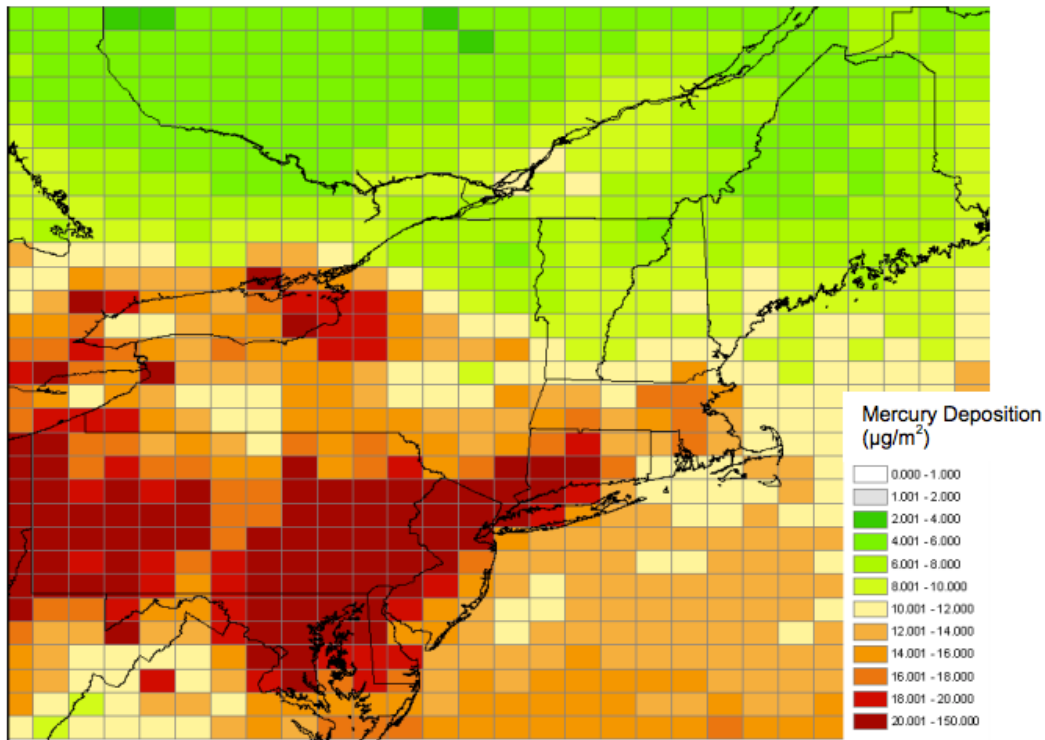 Mercury Deposition
(µg/m²)
0.000 - 1.000
1.001 - 2.000
2.001 - 4.000
4.001 - 6.000
6.001 - 8.000
8.001 - 10.000
10.001 - 12.000
12.001 - 14.000
14.001 - 16.000
16.001 - 18.000
18.001 - 20.000
20.001 - 150.000